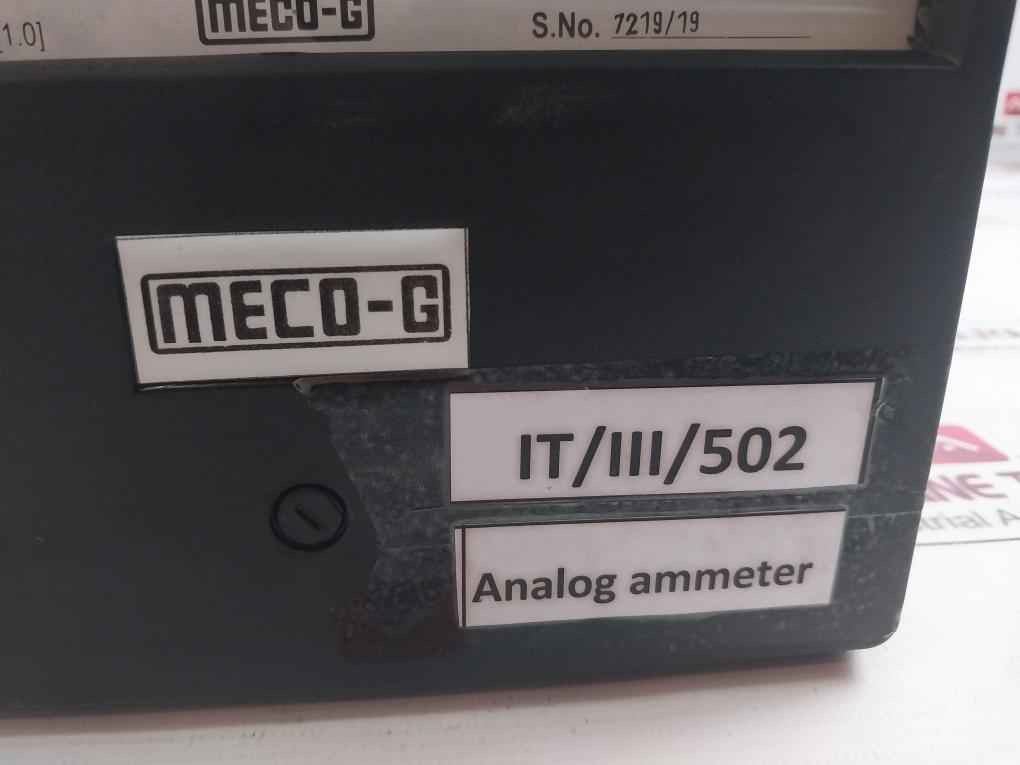 [1.0] MECO-G S.No. 7219/19
MECO-G
IT/III/502
Analog ammeter